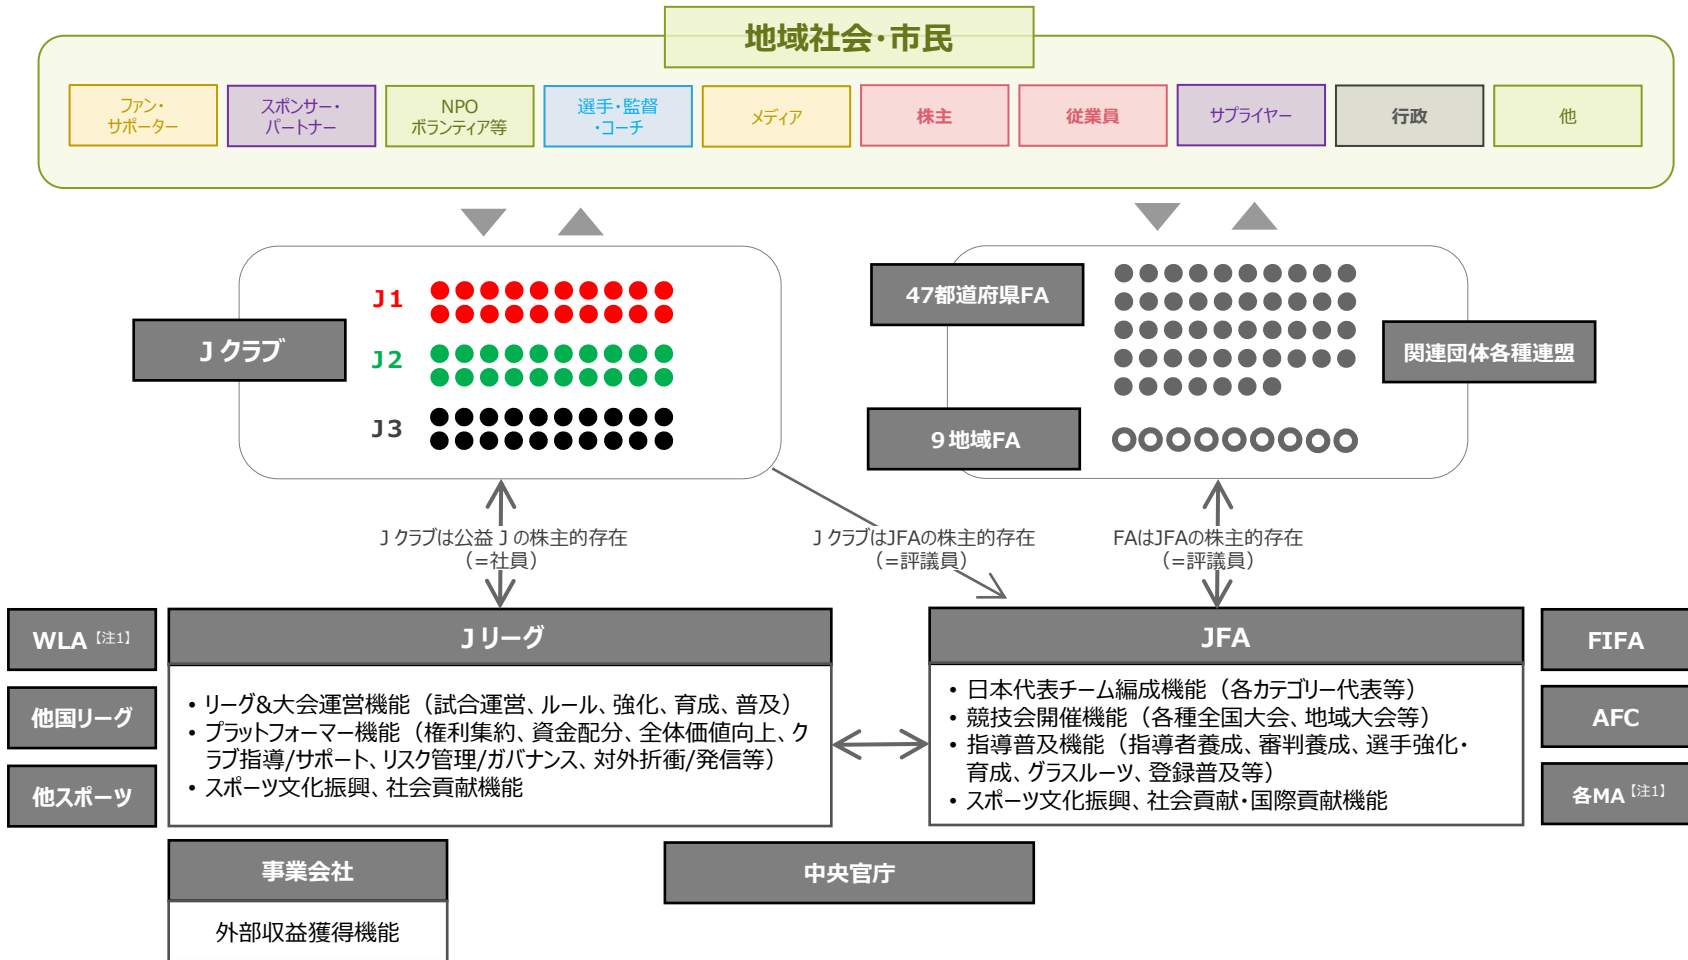 地域社会・市民
ファン・
サポーター
スポンサー・
パートナー
NPO
ボランティア等
選手・監督
・コーチ
メディア
株主
従業員
サプライヤー
行政
他
Jクラブ
J1
J2
J3
47都道府県FA
9地域FA
関連団体各種連盟
Jクラブは公益Jの株主的存在
（=社員）
JクラブはJFAの株主的存在
（=評議員）
FAはJFAの株主的存在
（=評議員）
WLA【注1】
他国リーグ
他スポーツ
Jリーグ
• リーグ&大会運営機能（試合運営、ルール、強化、育成、普及）
• プラットフォーマー機能（権利集約、資金配分、全体価値向上、ク
ラブ指導/サポート、リスク管理/ガバナンス、対外折衝/発信等）
• スポーツ文化振興、社会貢献機能
JFA
• 日本代表チーム編成機能（各カテゴリー代表等）
• 競技会開催機能（各種全国大会、地域大会等）
• 指導普及機能（指導者養成、審判養成、選手強化・
育成、グラスルーツ、登録普及等）
• スポーツ文化振興、社会貢献・国際貢献機能
FIFA
AFC
各MA【注1】
事業会社
外部収益獲得機能
中央官庁